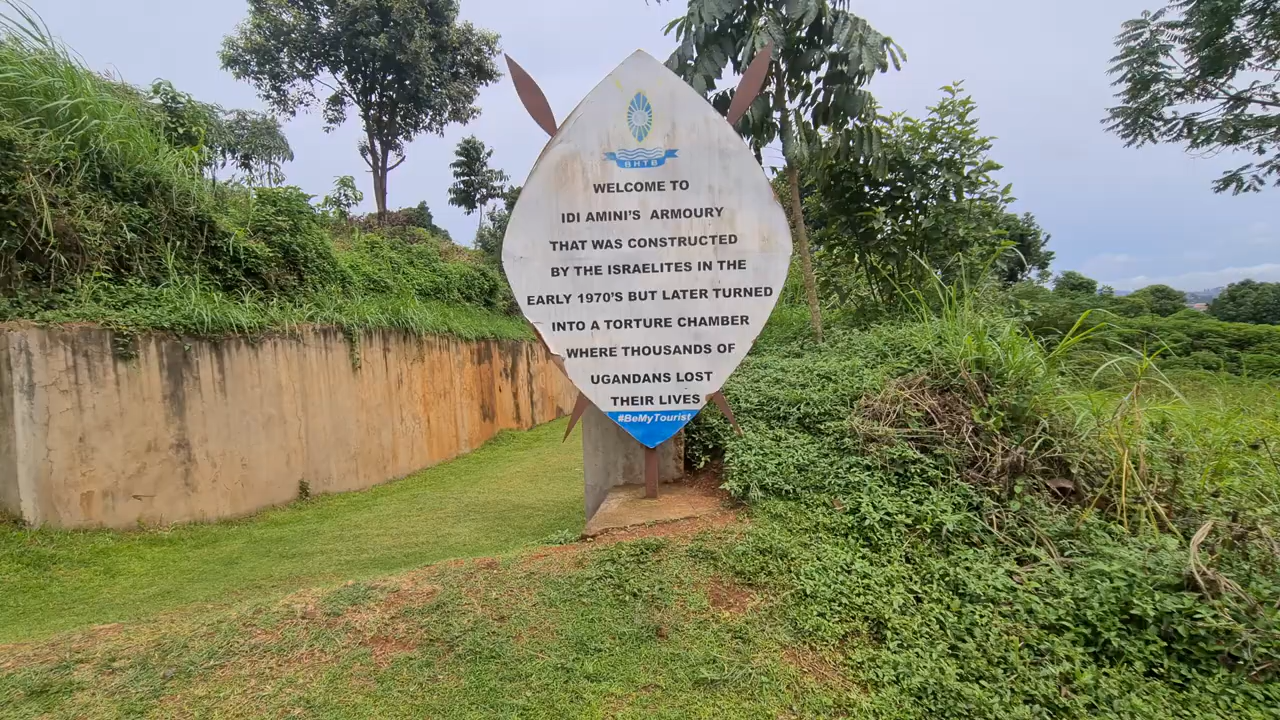 BHTB
WELCOME TO
IDI AMINI'S ARMOURY
THAT WAS CONSTRUCTED
BY THE ISRAELITES IN THE
EARLY 1970'S BUT LATER TURNED
INTO A TORTURE CHAMBER
WHERE THOUSANDS OF
UGANDANS LOST
THEIR LIVES
#BeMyTourist